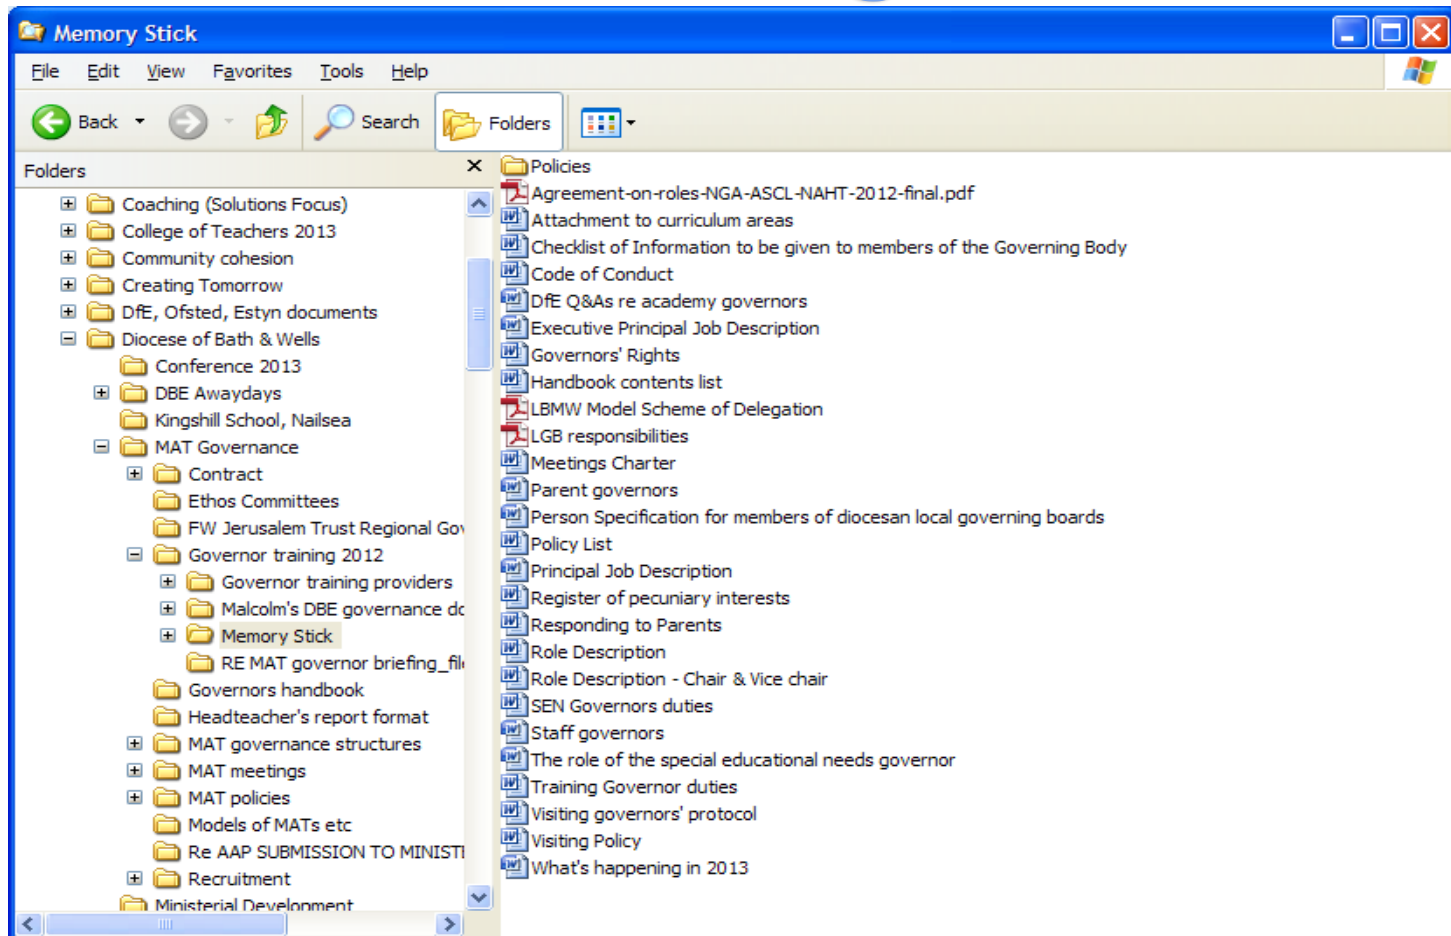 Memory Stick
File Edit View Favorites Tools Help
Back Search Folders
Folders
Coaching (Solutions Focus)
College of Teachers 2013
Community cohesion
Creating Tomorrow
DfE, Ofsted, Estyn documents
Diocese of Bath & Wells
Conference 2013
DBE Awaydays
Kingshill School, Nailsea
MAT Governance
Contract
Ethos Committees
FW Jerusalem Trust Regional Gov
Governor training 2012
Governor training providers
Malcolm's DBE governance do
Memory Stick
RE MAT governor briefing_file
Governors handbook
Headteacher's report format
MAT governance structures
MAT meetings
MAT policies
Models of MATs etc
Re AAP SUBMISSION TO MINISTE
Recruitment
Ministerial Development
Policies
Agreement-on-roles-NGA-ASCL-NAHT-2012-final.pdf
Attachment to curriculum areas
Checklist of Information to be given to members of the Governing Body
Code of Conduct
DfE Q&As re academy governors
Executive Principal Job Description
Governors' Rights
Handbook contents list
LBMW Model Scheme of Delegation
LGB responsibilities
Meetings Charter
Parent governors
Person Specification for members of diocesan local governing boards
Policy List
Principal Job Description
Register of pecuniary interests
Responding to Parents
Role Description
Role Description - Chair & Vice chair
SEN Governors duties
Staff governors
The role of the special educational needs governor
Training Governor duties
Visiting governors' protocol
Visiting Policy
What's happening in 2013